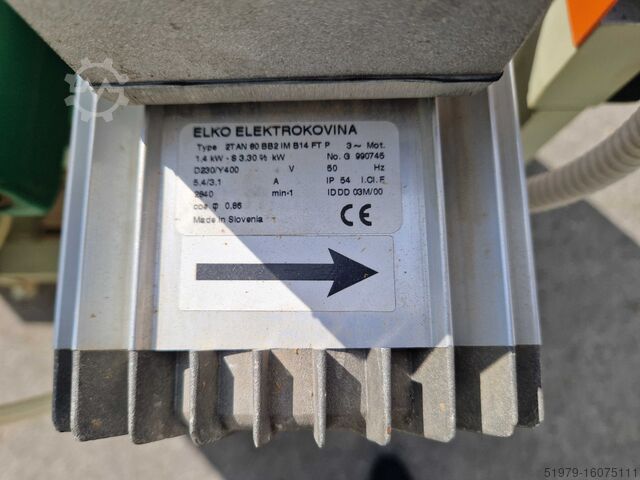 ELKO ELEKTROKOVINA
Type 2TAN 80 BB2 IM B14 FT P 3~ Mot.
1,4 kW - S 3.30 % kW No. G 990745
D230/Y400 V 50 Hz
5.4/3,1 A IP 54 I.Cl. F
2840 min-1 IDDD 03M/00
cos φ 0.86
Made in Slovenia
CE
51979-16075111